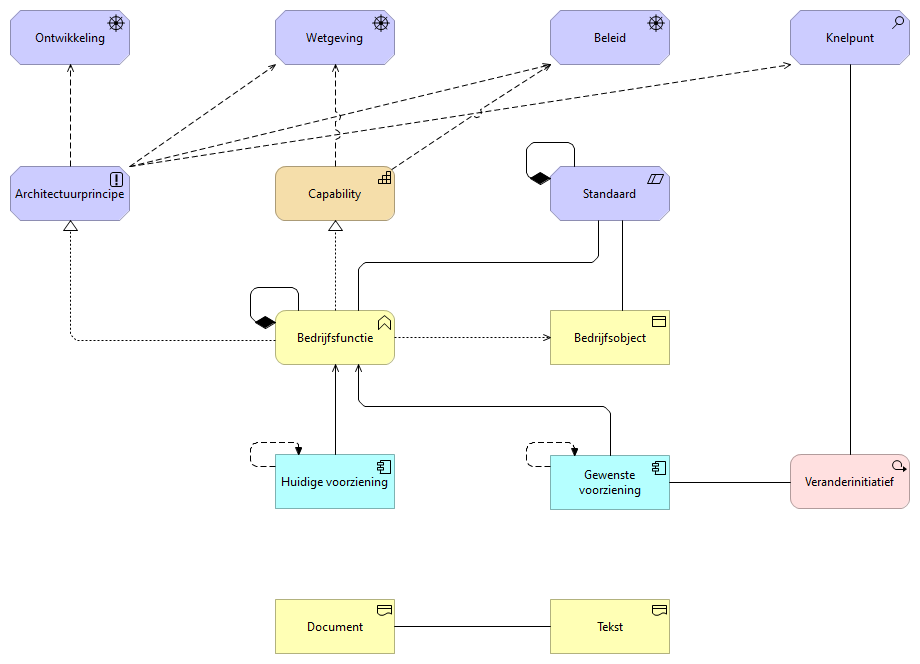 Ontwikkeling
Wetgeving
Beleid
Knelpunt
Architectuurprincipe
Capability
Standaard
Bedrijfsfunctie
Bedrijfsobject
Huidige voorziening
Gewenste
voorziening
Veranderinitiatief
Document
Tekst